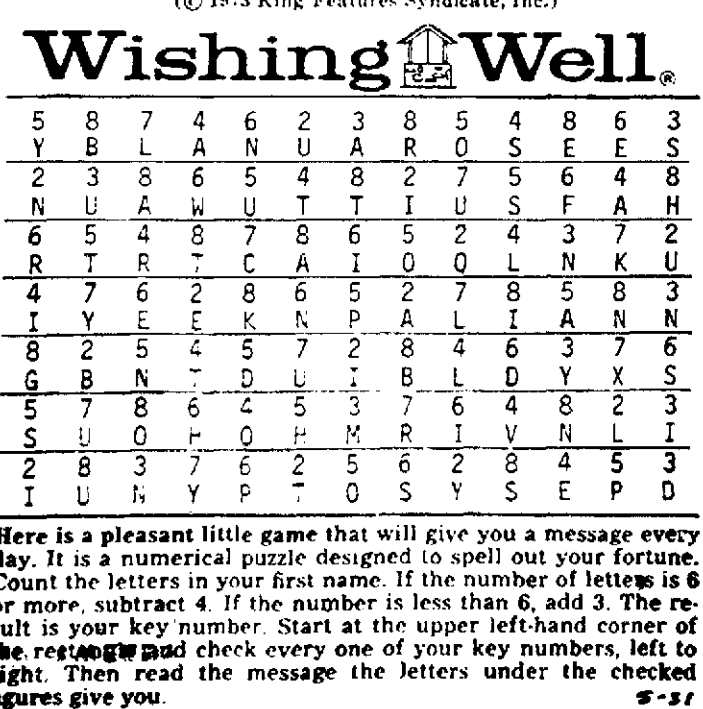 (© 1973 King Features Syndicate, Inc.)
Wishing Well®
5 8 7 4 6 2 3 8 5 4 8 6 3
Y B L A N U A R O S E E S
2 3 8 6 5 4 8 2 7 5 6 4 8
N U A W U T T I U S F A H
6 5 4 8 7 8 6 5 2 4 3 7 2
R T R T C A I O Q L N K U
4 7 6 2 8 6 5 2 7 8 5 8 3
I Y E E K N P A L I A N N
8 2 5 4 5 7 2 8 4 6 3 7 6
G B N T D U I B L D Y X S
5 7 8 6 4 5 3 7 6 4 8 2 3
S U O H O H M R I V N L I
2 8 3 7 6 2 5 6 2 8 4 5 3
I U N Y P T O S Y S E P D
Here is a pleasant little game that will give you a message every
day. It is a numerical puzzle designed to spell out your fortune.
Count the letters in your first name. If the number of letters is 6
or more, subtract 4. If the number is less than 6, add 3. The re-
sult is your key number. Start at the upper left-hand corner of
the rectangle and check every one of your key numbers, left to
right. Then read the message the letters under the checked
figures give you. 5-31